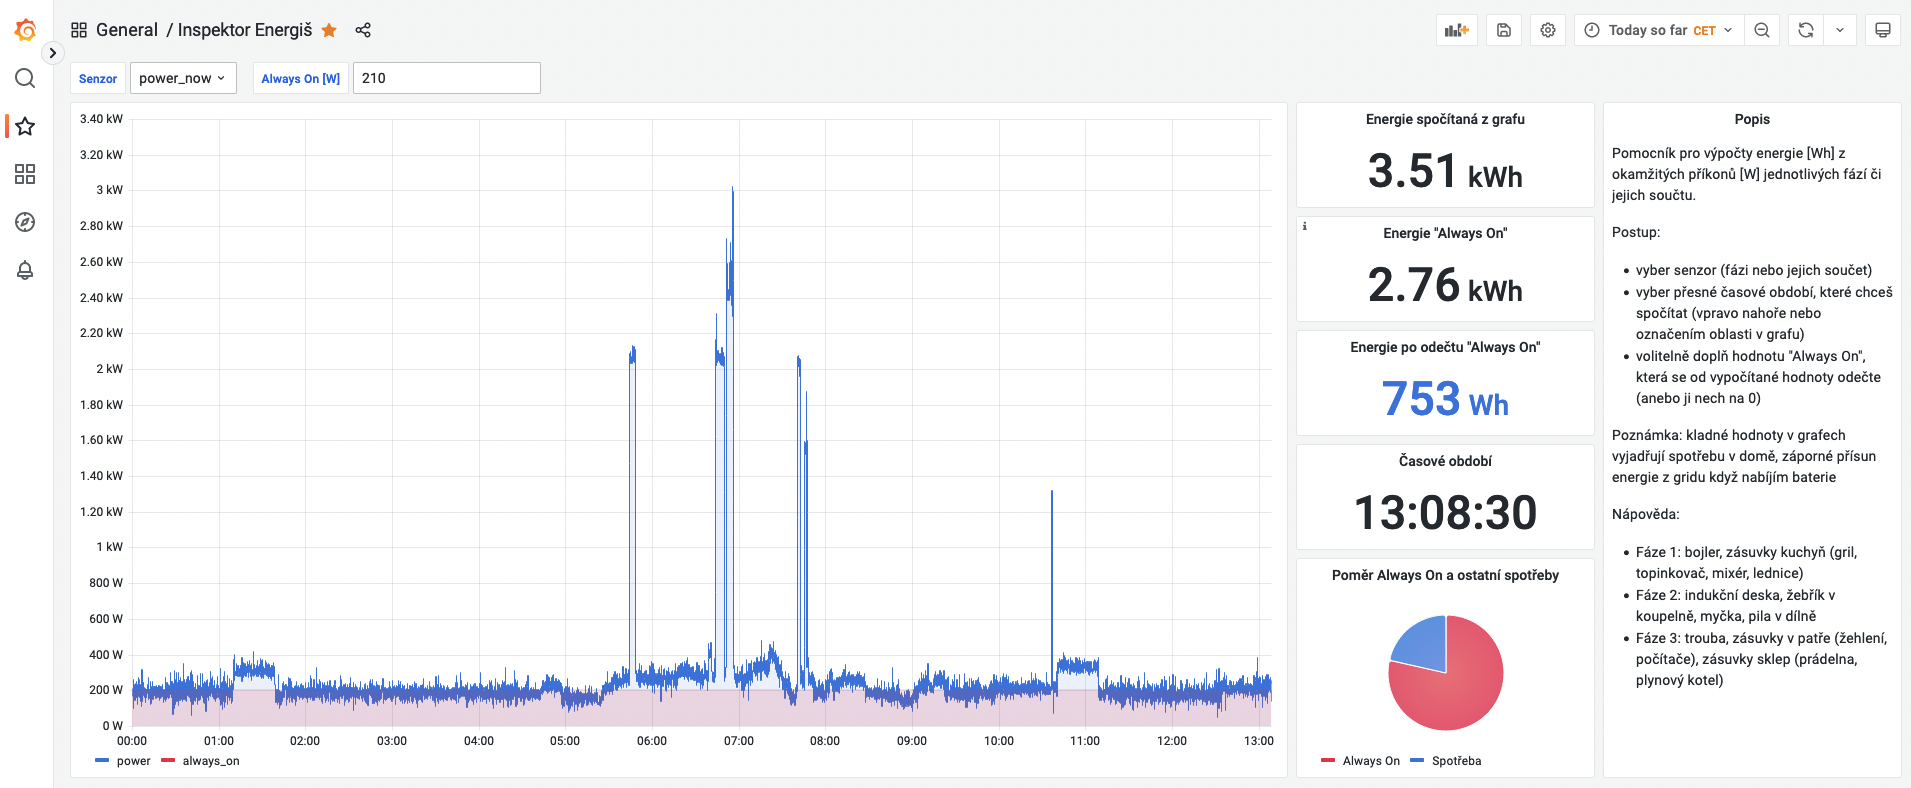 General / Inspektor Energiš
Today so far CET
Senzor power_now Always On [W] 210
3.40 kW
3.20 kW
3 kW
2.80 kW
2.60 kW
2.40 kW
2.20 kW
2 kW
1.80 kW
1.60 kW
1.40 kW
1.20 kW
1 kW
800 W
600 W
400 W
200 W
0 W
00:00 01:00 02:00 03:00 04:00 05:00 06:00 07:00 08:00 09:00 10:00 11:00 12:00 13:00
power always_on
Energie spočítaná z grafu
3.51 kWh
i
Energie "Always On"
2.76 kWh
Energie po odečtu "Always On"
753 Wh
Časové období
13:08:30
Poměr Always On a ostatní spotřeby
Always On Spotřeba
Popis
Pomocník pro výpočty energie [Wh] z
okamžitých příkonů [W] jednotlivých fází či
jejich součtu.
Postup:
• vyber senzor (fázi nebo jejich součet)
• vyber přesné časové období, které chceš
spočítat (vpravo nahoře nebo
označením oblasti v grafu)
• volitelně doplň hodnotu "Always On",
která se od vypočítané hodnoty odečte
(anebo ji nech na 0)
Poznámka: kladné hodnoty v grafech
vyjadřují spotřebu v domě, záporné přísun
energie z gridu když nabíjím baterie
Nápověda:
• Fáze 1: bojler, zásuvky kuchyň (gril,
topinkovač, mixér, lednice)
• Fáze 2: indukční deska, žebřík v
koupelně, myčka, pila v dílně
• Fáze 3: trouba, zásuvky v patře (žehlení,
počítače), zásuvky sklep (prádelna,
plynový kotel)